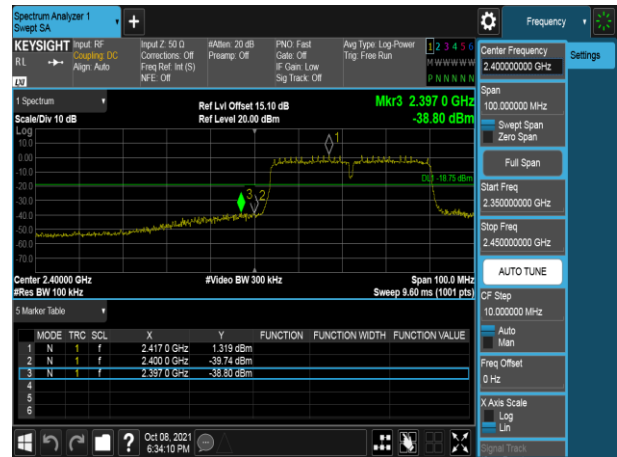 Spectrum Analyzer 1
Swept SA
+
Frequency
KEYSIGHT
RL
LXI
Input: RF
Coupling: DC
Align: Auto
Input Z: 50 Ω
Corrections: Off
Freq Ref: Int (S)
NFE: Off
#Atten: 20 dB
Preamp: Off
PNO: Fast
Gate: Off
IF Gain: Low
Sig Track: Off
Avg Type: Log-Power
Trig: Free Run
1 2 3 4 5 6
M W W W W W
P N N N N N
Center Frequency
2.400000000 GHz
Settings
Span
100.000000 MHz
Swept Span
Zero Span
Full Span
Start Freq
2.350000000 GHz
Stop Freq
2.450000000 GHz
AUTO TUNE
CF Step
10.000000 MHz
Auto
Man
Freq Offset
0 Hz
X Axis Scale
Log
Lin
Signal Track
1 Spectrum
Scale/Div 10 dB
Ref Lvl Offset 15.10 dB
Ref Level 20.00 dBm
Mkr3 2.397 0 GHz
-38.80 dBm
Log
10.0
0.00
-10.0
-20.0
-30.0
-40.0
-50.0
-60.0
-70.0
1
3
2
DL1 -18.75 dBm
Center 2.40000 GHz
#Res BW 100 kHz
#Video BW 300 kHz
Span 100.0 MHz
Sweep 9.60 ms (1001 pts)
5 Marker Table
MODE TRC SCL X Y FUNCTION FUNCTION WIDTH FUNCTION VALUE
1 N 1 f 2.417 0 GHz 1.319 dBm
2 N 1 f 2.400 0 GHz -39.74 dBm
3 N 1 f 2.397 0 GHz -38.80 dBm
4
5
6
?
Oct 08, 2021
6:34:10 PM